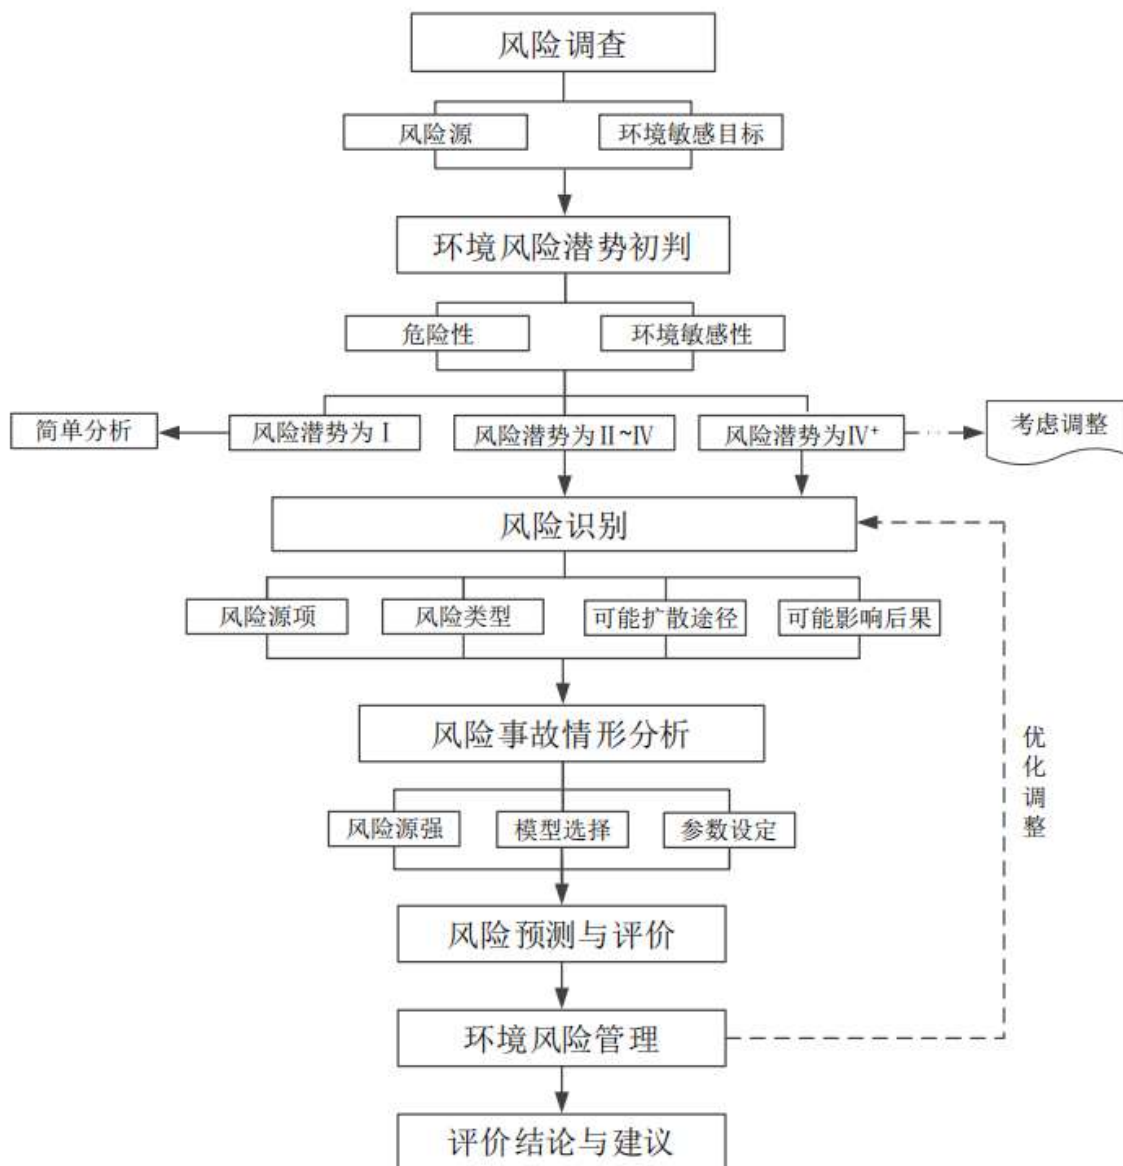 风险调查
风险源
环境敏感目标
环境风险潜势初判
危险性
环境敏感性
简单分析
风险潜势为Ⅰ
风险潜势为Ⅱ~Ⅳ
风险潜势为Ⅳ⁺
考虑调整
风险识别
风险源项
风险类型
可能扩散途径
可能影响后果
风险事故情形分析
优化调整
风险源强
模型选择
参数设定
风险预测与评价
环境风险管理
评价结论与建议